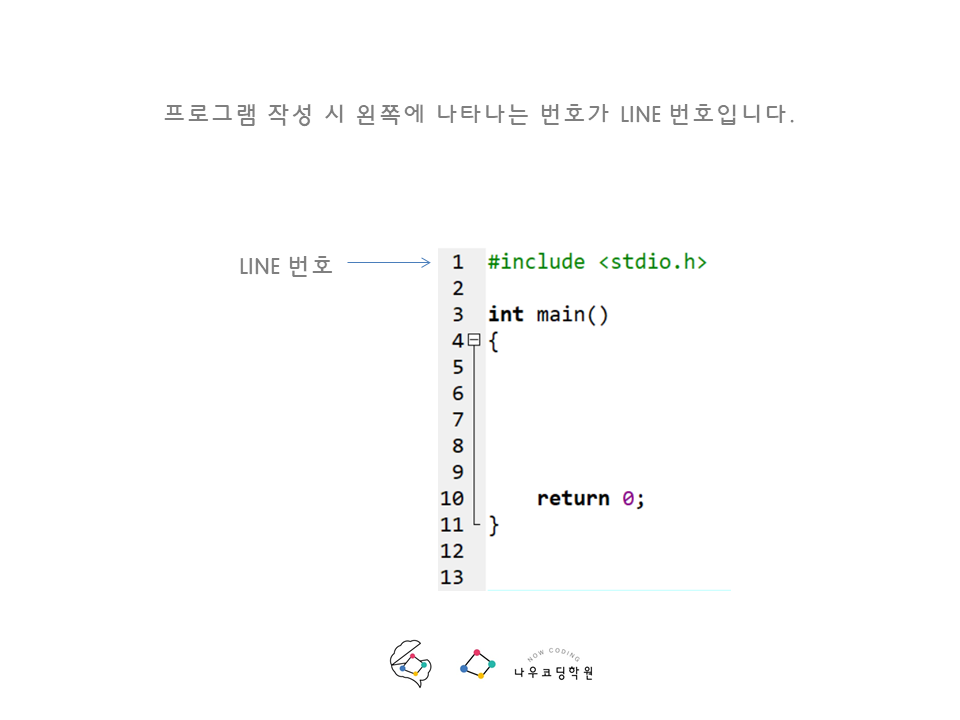 프로그램 작성 시 왼쪽에 나타나는 번호가 LINE 번호입니다.
LINE 번호
1 #include <stdio.h>
2
3 int main()
4 {
5
6
7
8
9
10 return 0;
11 }
12
13
NOW CODING
나우코딩학원